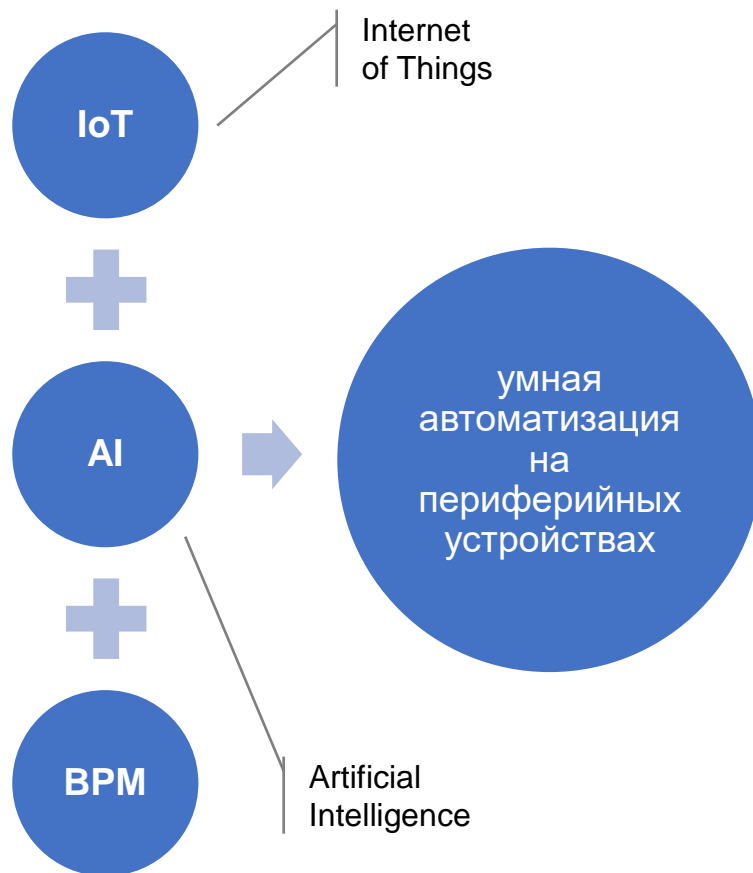 Internet
of Things
IoT
AI
умная
автоматизация
на
периферийных
устройствах
BPM
Artificial
Intelligence